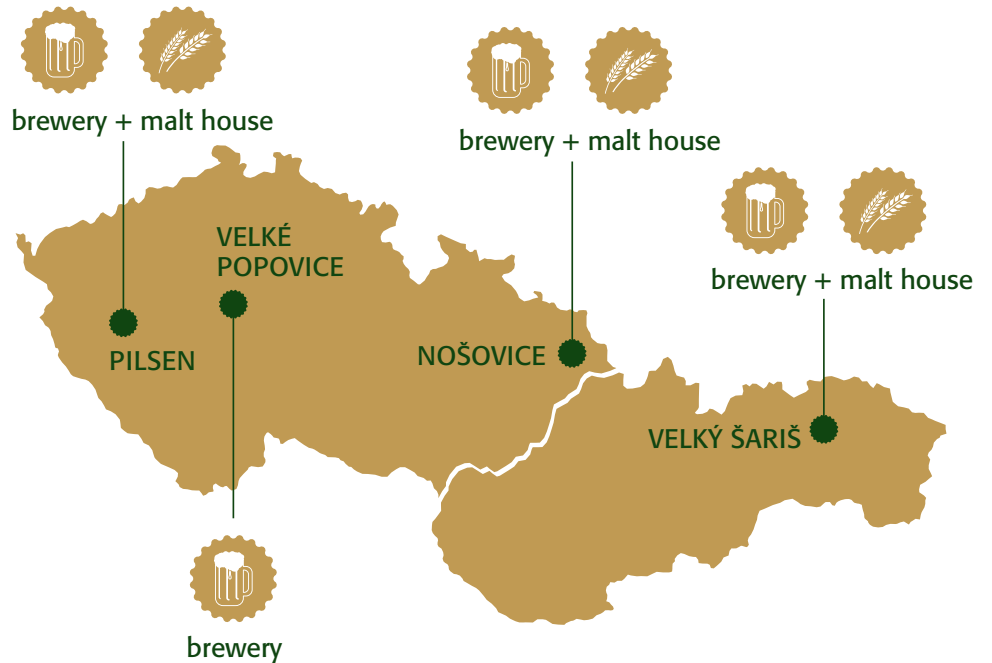 brewery + malt house
brewery + malt house
brewery + malt house
VELKÉ
POPOVICE
PILSEN
NOŠOVICE
VELKÝ ŠARIŠ
brewery